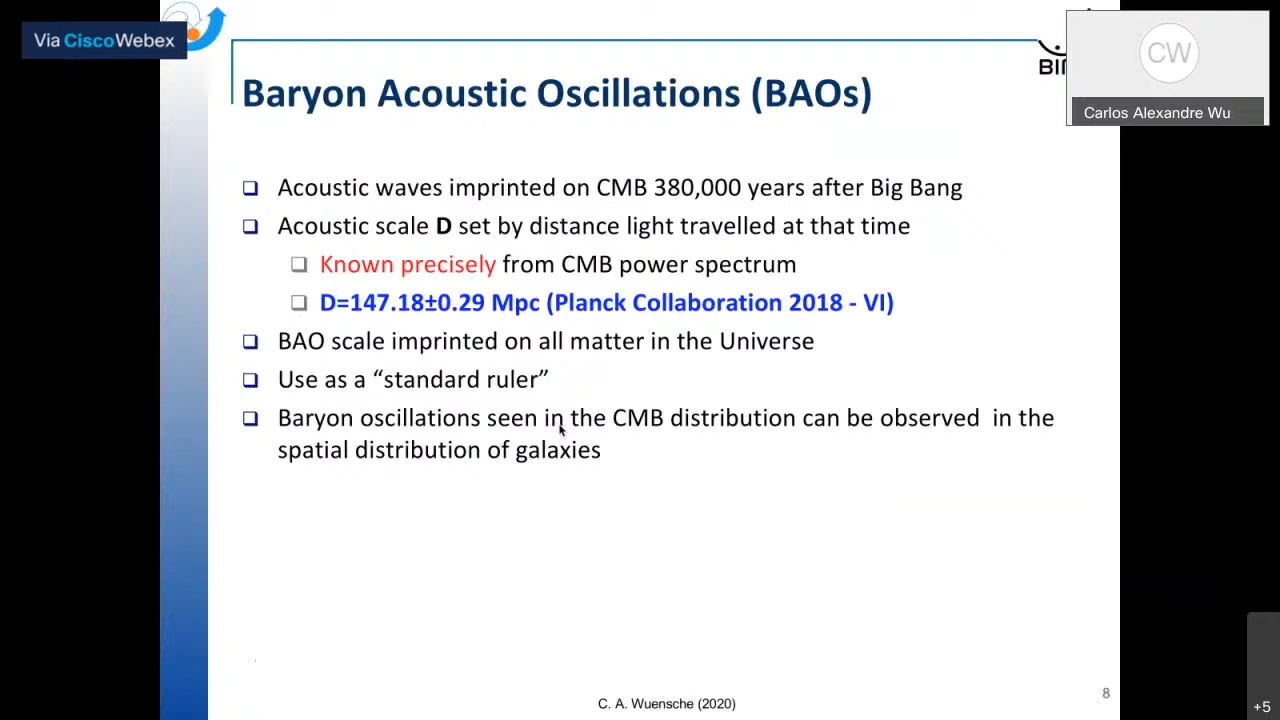 Via CiscoWebex
BI
CW
Carlos Alexandre Wu
Baryon Acoustic Oscillations (BAOs)
Acoustic waves imprinted on CMB 380,000 years after Big Bang
Acoustic scale D set by distance light travelled at that time
Known precisely from CMB power spectrum
D=147.18±0.29 Mpc (Planck Collaboration 2018 - VI)
BAO scale imprinted on all matter in the Universe
Use as a “standard ruler”
Baryon oscillations seen in the CMB distribution can be observed in the
spatial distribution of galaxies
C. A. Wuensche (2020)
8
+5